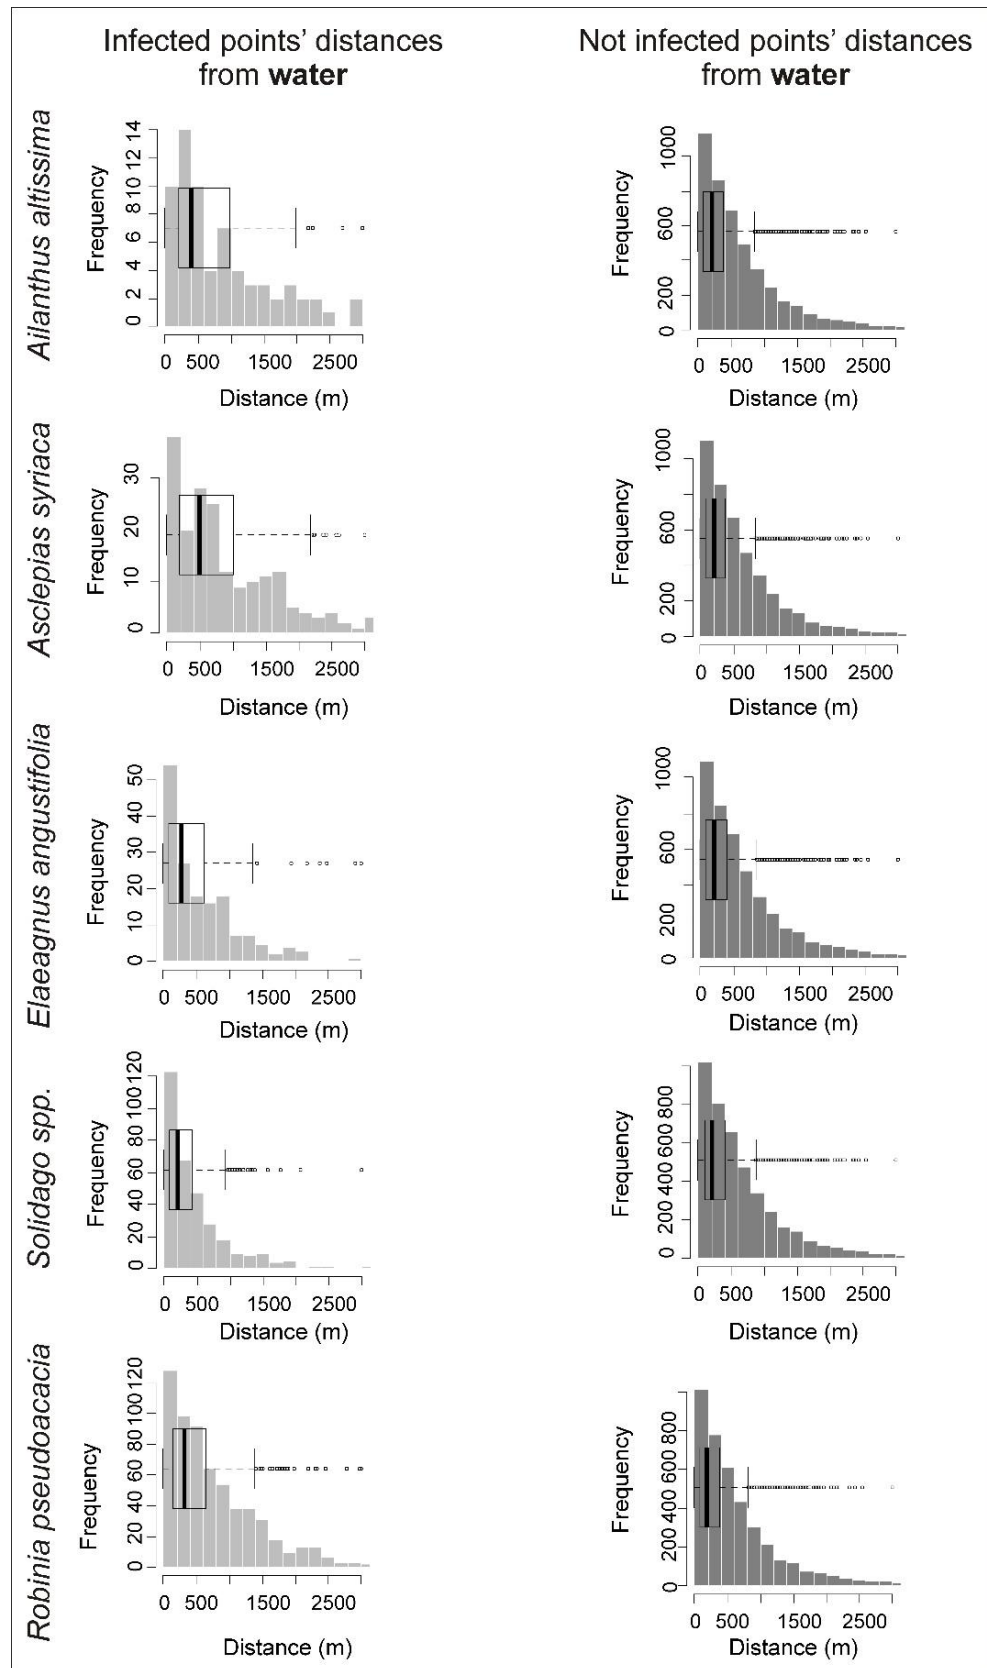 Infected points' distances
from water
Not infected points' distances
from water
Ailanthus altissima
Frequency
0 2 4 6 8 10 12 14
0 500 1500 2500
Distance (m)
Frequency
0 200 600 1000
0 500 1500 2500
Distance (m)
Asclepias syriaca
Frequency
0 10 30
0 500 1500 2500
Distance (m)
Frequency
0 200 600 1000
0 500 1500 2500
Distance (m)
Elaeagnus angustifolia
Frequency
0 10 20 30 40 50
0 500 1500 2500
Distance (m)
Frequency
0 200 600 1000
0 500 1500 2500
Distance (m)
Solidago spp.
Frequency
0 20 40 60 80 100 120
0 500 1500 2500
Distance (m)
Frequency
0 200 400 600 800
0 500 1500 2500
Distance (m)
Robinia pseudoacacia
Frequency
0 20 40 60 80 100 120
0 500 1500 2500
Distance (m)
Frequency
0 200 400 600 800
0 500 1500 2500
Distance (m)